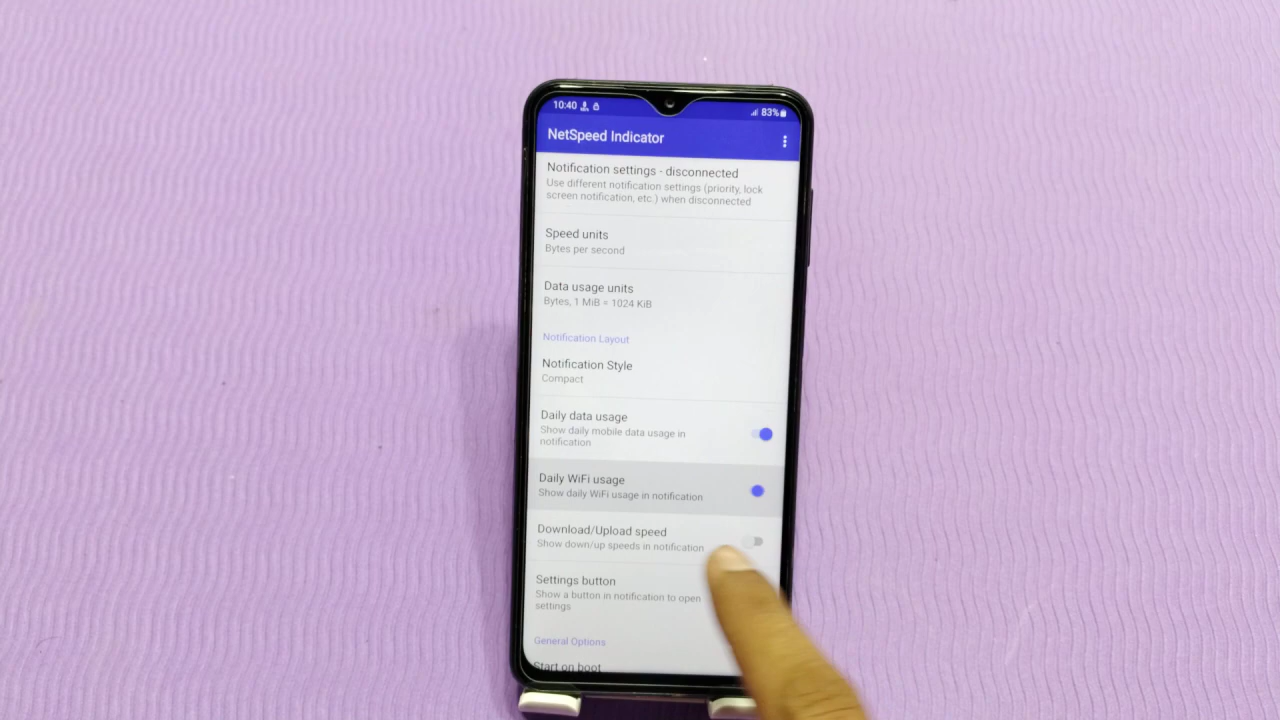 10:40
83%
NetSpeed Indicator
Notification settings - disconnected
Use different notification settings (priority, lock
screen notification, etc.) when disconnected
Speed units
Bytes per second
Data usage units
Bytes, 1 MiB = 1024 KiB
Notification Layout
Notification Style
Compact
Daily data usage
Show daily mobile data usage in
notification
Daily WiFi usage
Show daily WiFi usage in notification
Download/Upload speed
Show down/up speeds in notification
Settings button
Show a button in notification to open
settings
General Options
Start on boot